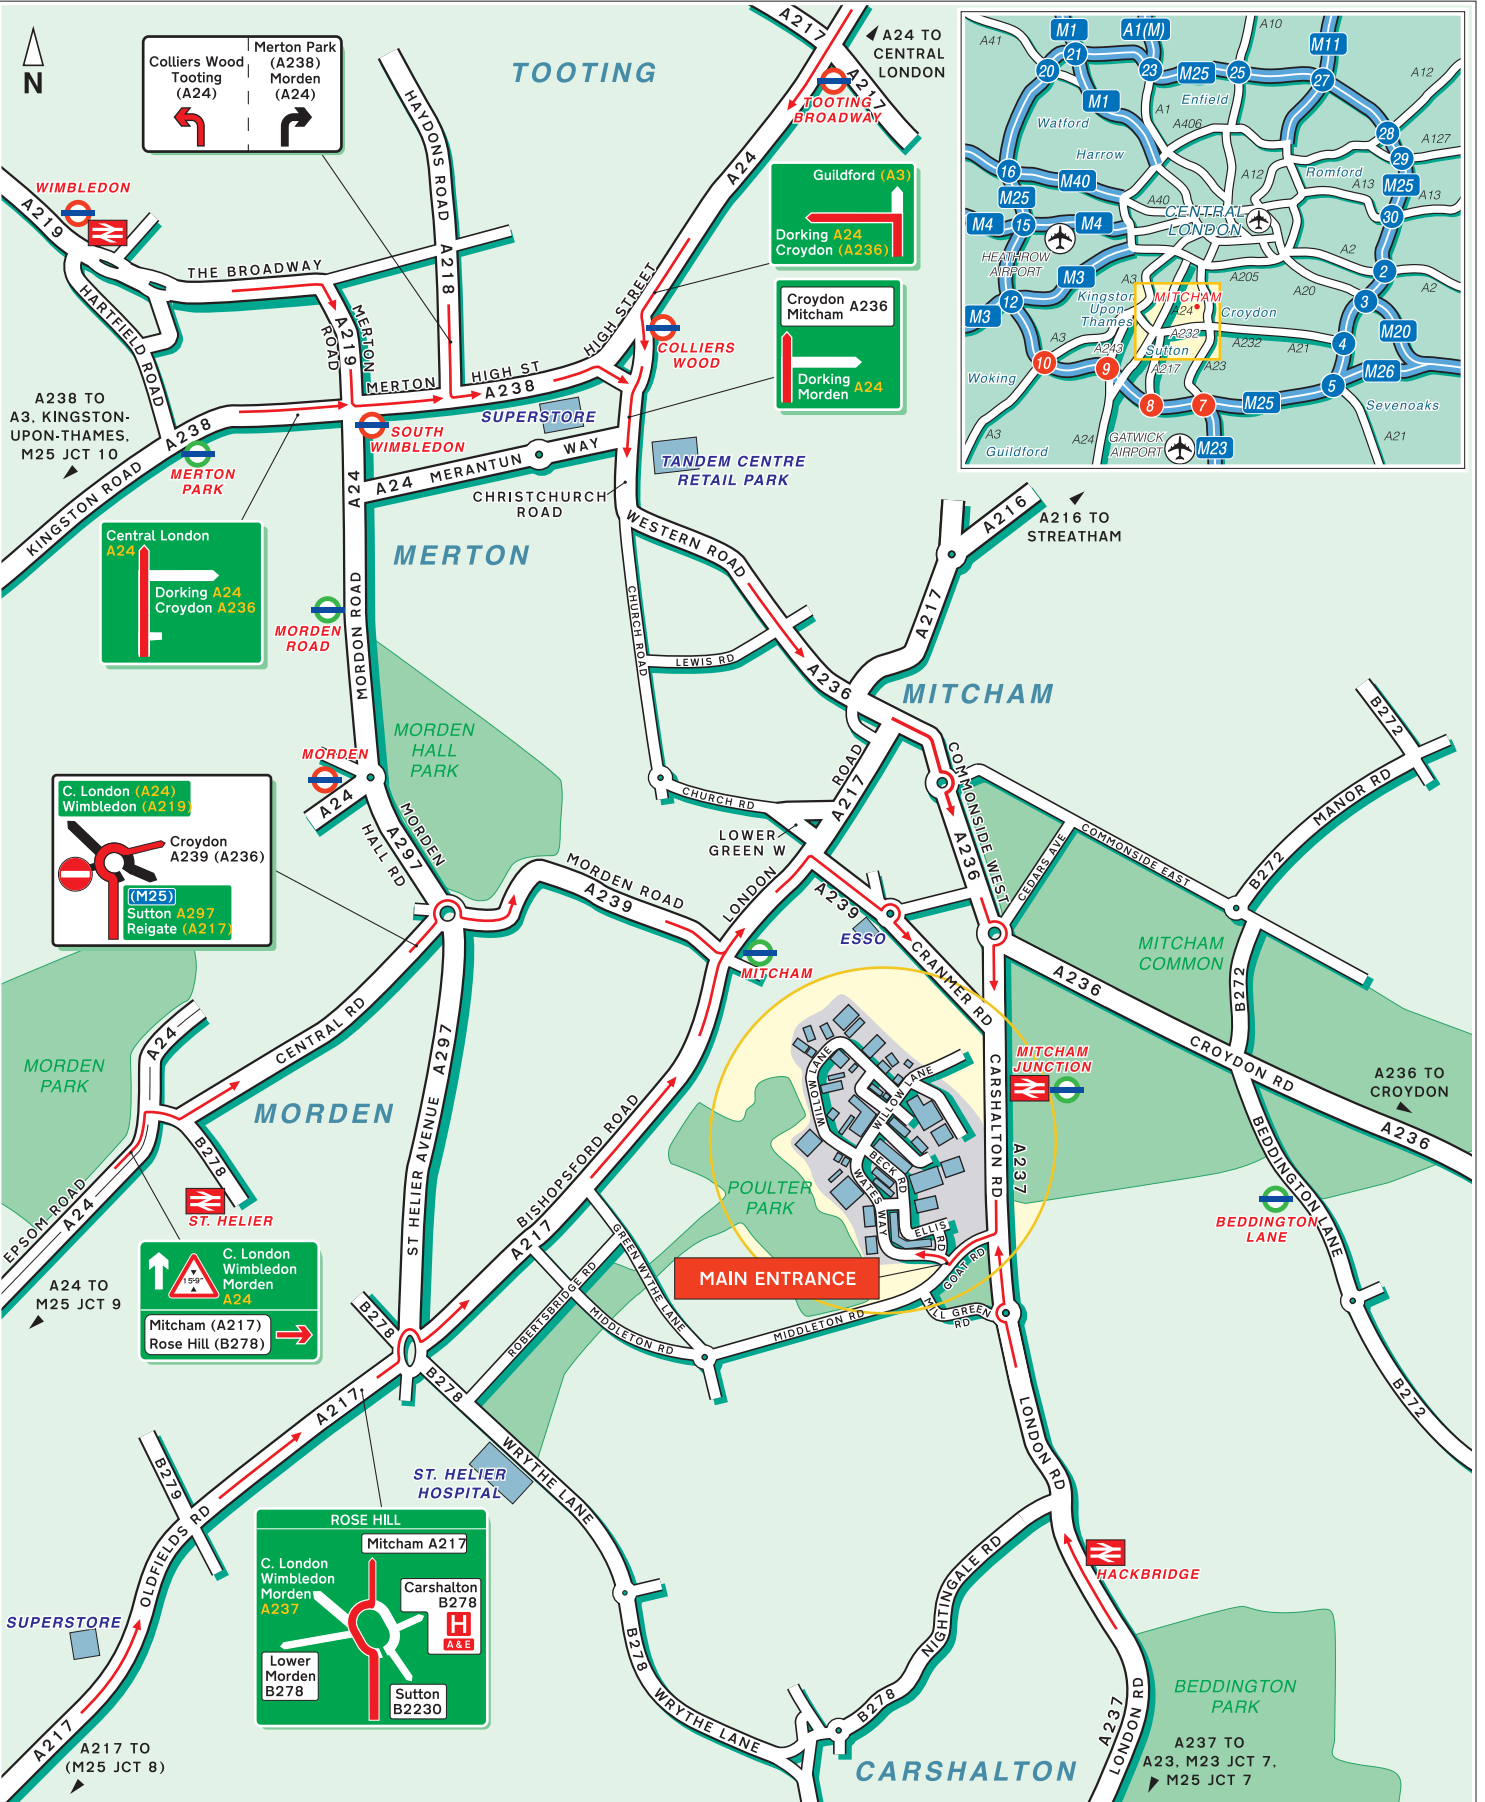 N
Colliers Wood
Tooting
(A24)
Merton Park
(A238)
Morden
(A24)
TOOTING
HAYDONS ROAD
A218
A217
A24 TO
CENTRAL
LONDON
A217
TOOTING
BROADWAY
A24
WIMBLEDON
A219
THE BROADWAY
HARTFIELD ROAD
MERTON
ROAD
A219
MERTON
HIGH ST
A238
HIGH STREET
Guildford (A3)
Dorking A24
Croydon (A236)
Croydon
Mitcham A236
Dorking
Morden A24
COLLIERS
WOOD
SUPERSTORE
SOUTH
WIMBLEDON
A238 TO
A3, KINGSTON-
UPON-THAMES,
M25 JCT 10
A238
KINGSTON ROAD
MERTON
PARK
A24
A24 MERANTUN WAY
TANDEM CENTRE
RETAIL PARK
CHRISTCHURCH
ROAD
Central London
A24
Dorking A24
Croydon A236
MERTON
WESTERN ROAD
MORDEN
ROAD
MORDON ROAD
CHURCH ROAD
LEWIS RD
A236
A216
A216 TO
STREATHAM
A217
MITCHAM
MORDEN
HALL
PARK
MORDEN
A24
MORDEN
HALL RD
A297
CHURCH RD
LOWER
GREEN W
ROAD
A217
LONDON
COMMONSIDE WEST
A236
CEDARS AVE
COMMONSIDE EAST
B272
MANOR RD
B272
C. London (A24)
Wimbledon (A219)
Croydon
A239 (A236)
(M25)
Sutton A297
Reigate (A217)
MORDEN ROAD
A239
A239
ESSO
CRANMER RD
MITCHAM
MITCHAM
COMMON
B272
A236
CROYDON RD
A236 TO
CROYDON
A236
MORDEN
PARK
A24
CENTRAL RD
A297
ST HELIER AVENUE
MORDEN
B278
ST. HELIER
EPSOM ROAD
A24
A24 TO
M25 JCT 9
C. London
Wimbledon
Morden
A24
15'-9"
Mitcham (A217)
Rose Hill (B278)
BISHOPSFORD ROAD
A217
WILLOW LANE
WILLOW LANE
BECK RD
WATES WAY
ELLIS RD
GOAT RD
CARSHALTON RD
A237
MITCHAM
JUNCTION
POULTER
PARK
MAIN ENTRANCE
MILL GREEN
RD
MIDDLETON RD
MIDDLETON RD
GREEN WYTHE LANE
ROBERTSBRIDGE RD
BEDDINGTON LANE
BEDDINGTON
LANE
B272
B278
B278
A217
WRYTHE LANE
ST. HELIER
HOSPITAL
B279
OLDFIELDS RD
SUPERSTORE
A217
A217 TO
(M25 JCT 8)
ROSE HILL
Mitcham A217
C. London
Wimbledon
Morden
A237
Carshalton
B278
H
A & E
Lower
Morden
B278
Sutton
B2230
B278
WRYTHE LANE
B278
NIGHTINGALE RD
LONDON RD
HACKBRIDGE
BEDDINGTON
PARK
A237
LONDON RD
A237 TO
A23, M23 JCT 7,
M25 JCT 7
CARSHALTON
M1
A1(M)
A10
M11
A41
20
21
23
M25
25
27
A12
M1
Enfield
A1
A406
Watford
Harrow
28
A127
29
16
M40
M25
A40
A12
Romford
A13
M25
A13
M4
15
M4
CENTRAL
LONDON
30
HEATHROW
AIRPORT
A2
2
M3
A3
A205
A20
A2
12
M3
Kingston
Upon
Thames
MITCHAM
A24
Croydon
3
M20
A3
A243
A232
Sutton
A232
A21
4
M26
10
9
A217
A23
5
Woking
8
7
M25
Sevenoaks
A3
Guildford
A24
GATWICK
AIRPORT
M23
A21